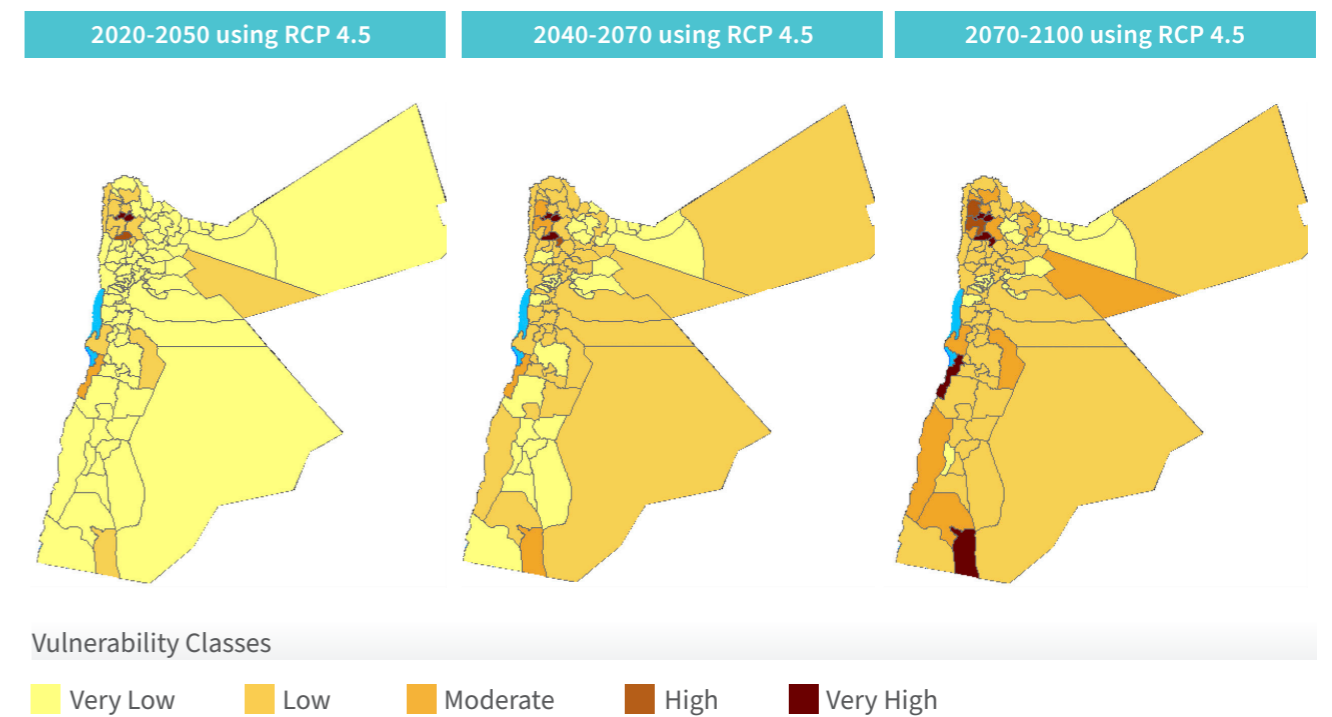 2020-2050 using RCP 4.5
2040-2070 using RCP 4.5
2070-2100 using RCP 4.5
Vulnerability Classes
Very Low
Low
Moderate
High
Very High